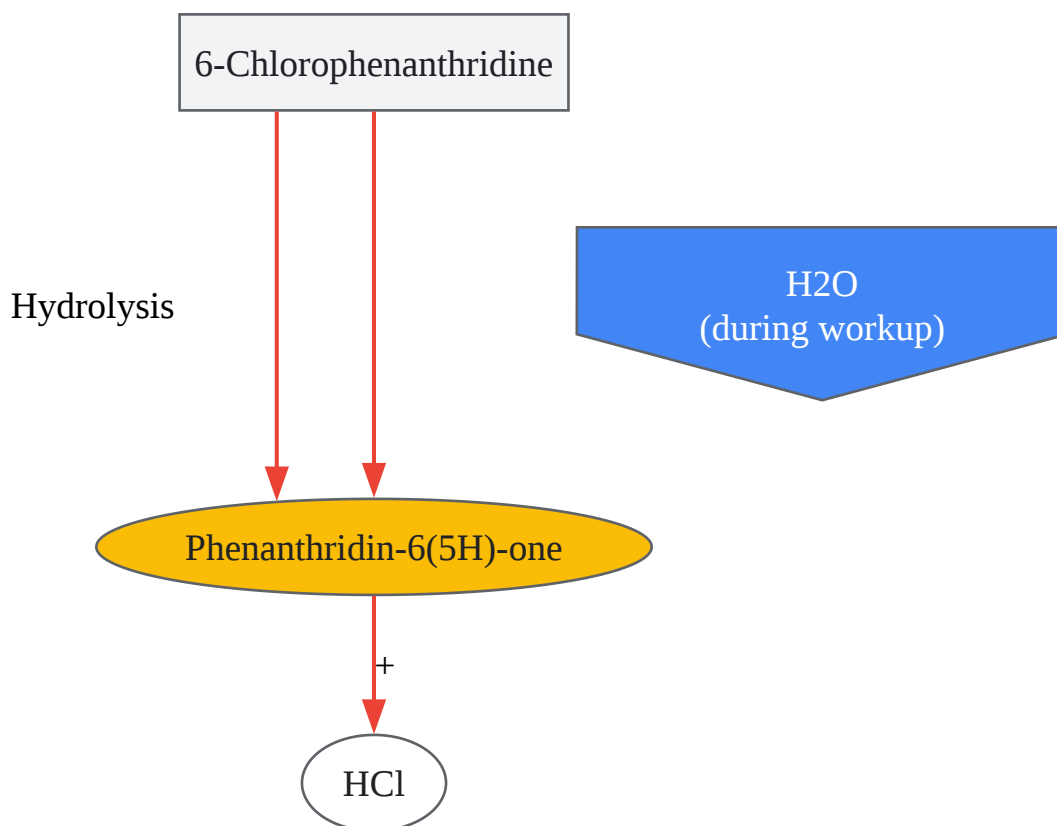 6-Chlorophenanthridine
H2O
(during workup)
Hydrolysis
Phenanthridin-6(5H)-one
+
HCl